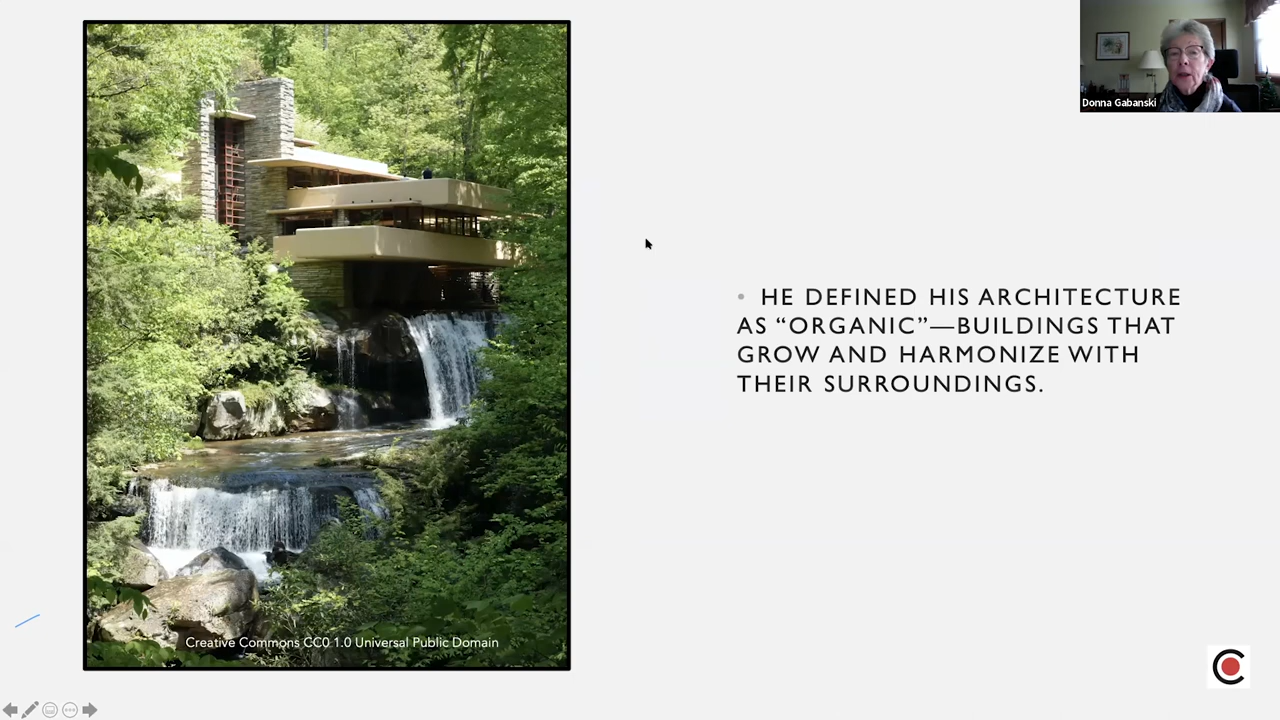 Donna Gabanski
• HE DEFINED HIS ARCHITECTURE
AS “ORGANIC”—BUILDINGS THAT
GROW AND HARMONIZE WITH
THEIR SURROUNDINGS.
Creative Commons CC0 1.0 Universal Public Domain